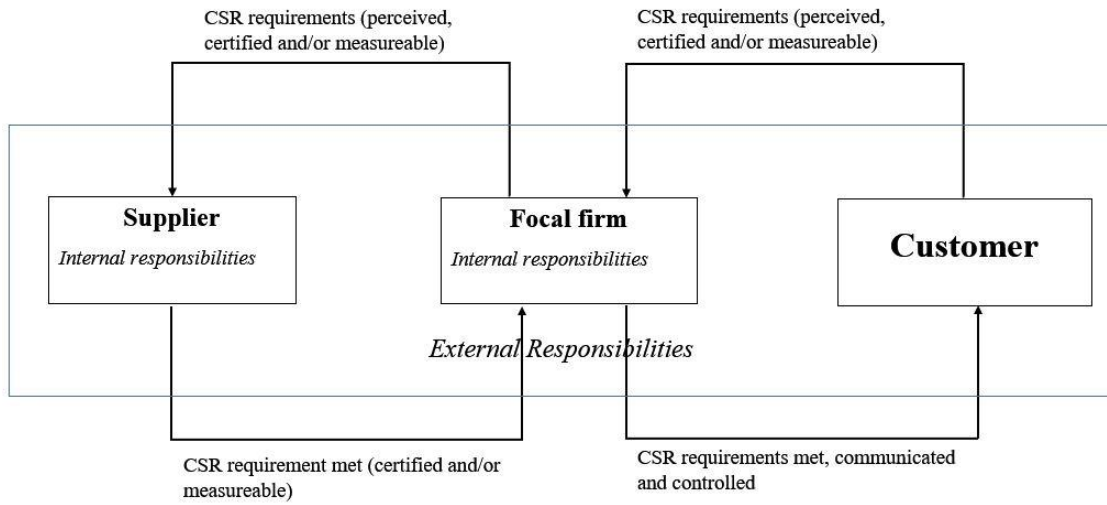 CSR requirements (perceived,
certified and/or measureable)
CSR requirements (perceived,
certified and/or measureable)
Supplier
Internal responsibilities
Focal firm
Internal responsibilities
Customer
External Responsibilities
CSR requirement met (certified and/or
measureable)
CSR requirements met, communicated
and controlled